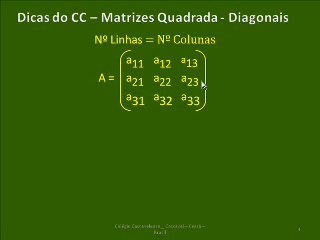 Dicas do CC – Matrizes Quadrada - Diagonais
Nº Linhas = Nº Colunas
a11 a12 a13
A = a21 a22 a23
a31 a32 a33